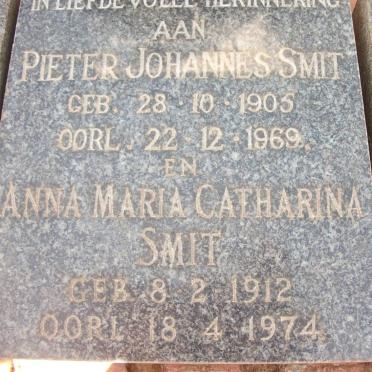 IN LIEFDEVOLLE HERINNERING
AAN
PIETER JOHANNES SMIT
GEB. 28·10·1905
OORL. 22·12·1969.
EN
ANNA MARIA CATHARINA
SMIT
GEB 8 2 1912
OORL 18 4 1974.